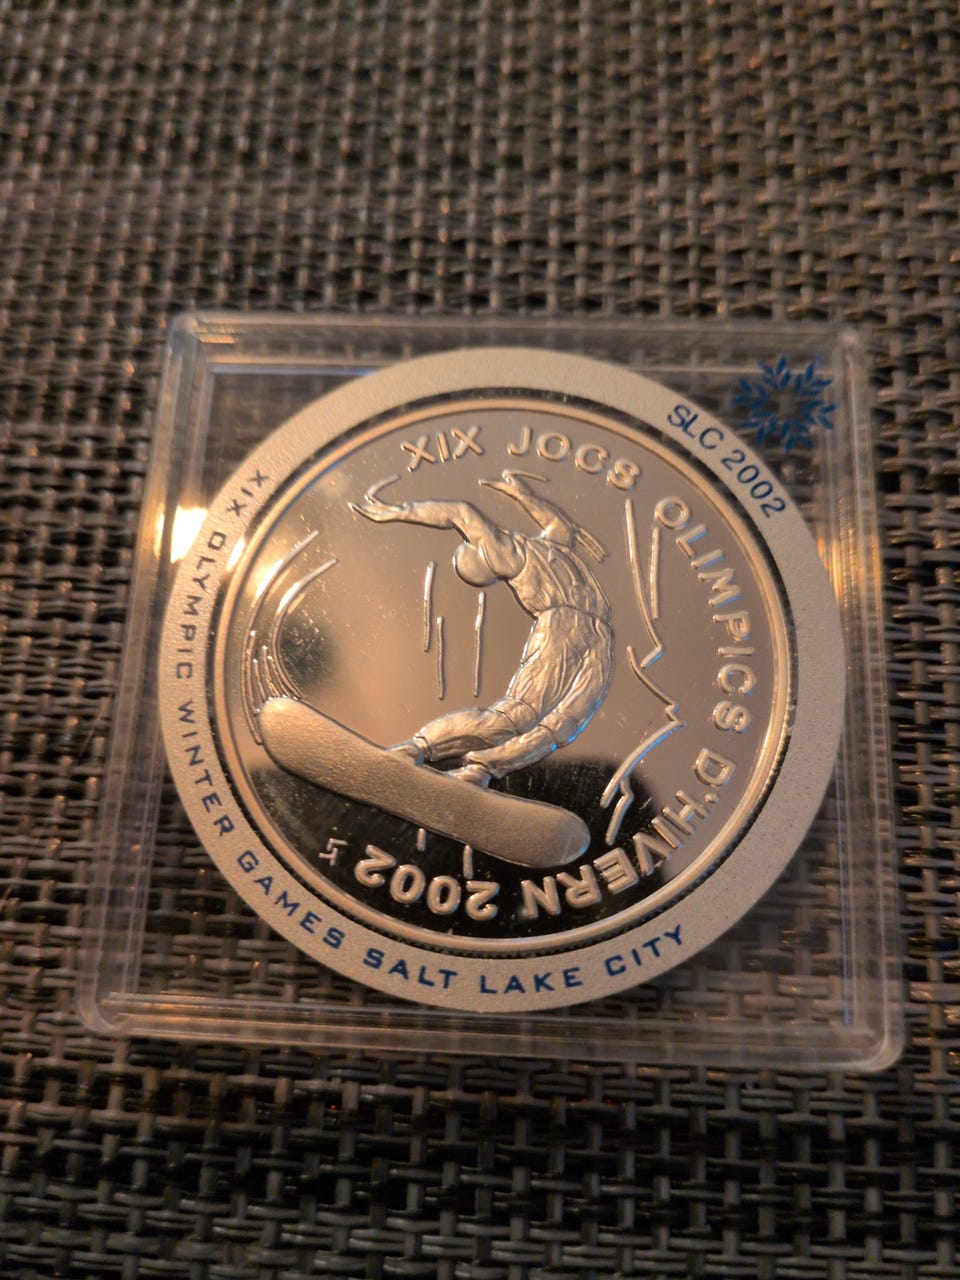 SLC 2002
XIX JOCS OLIMPICS D'HIVERN 2002
XIX OLYMPIC WINTER GAMES SALT LAKE CITY